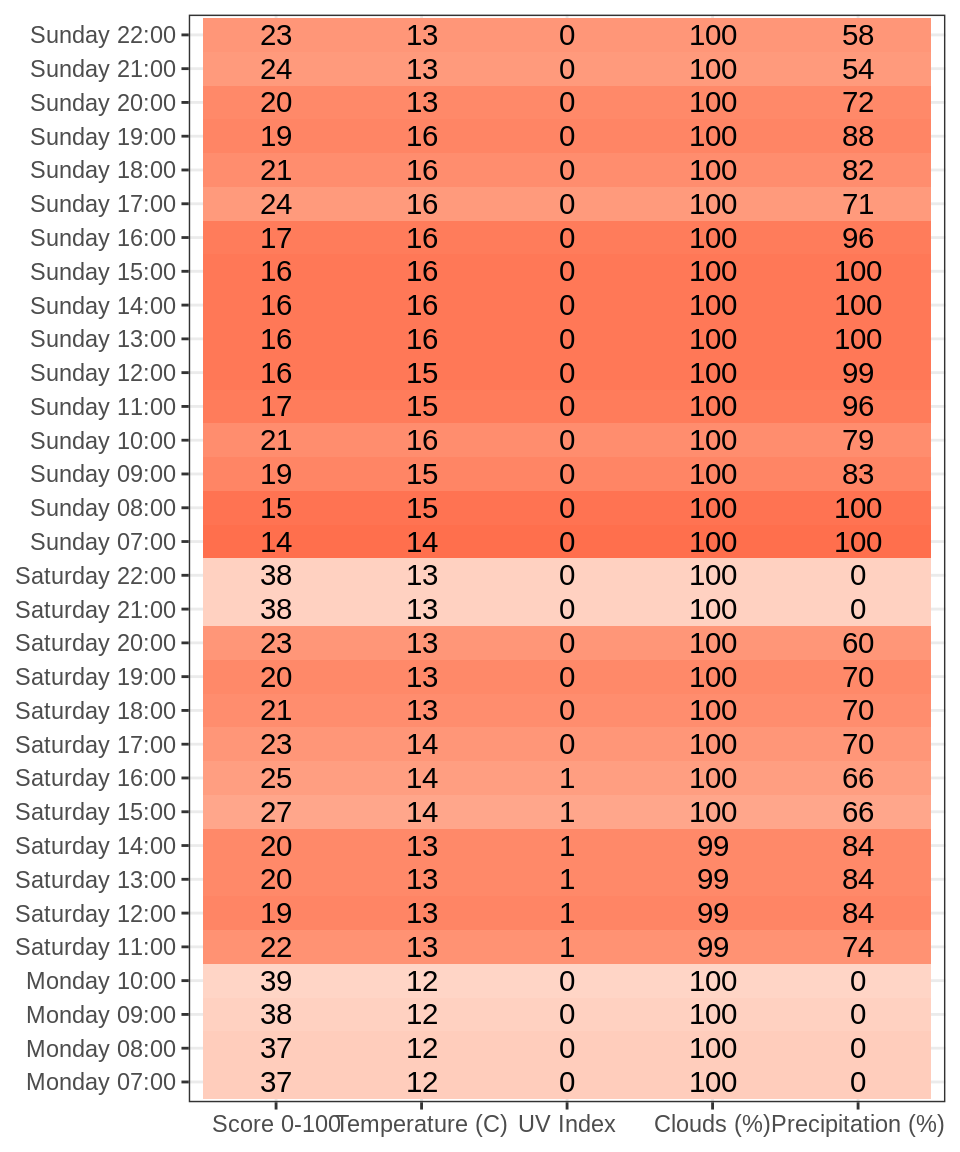 Sunday 22:00 23 13 0 100 58
Sunday 21:00 24 13 0 100 54
Sunday 20:00 20 13 0 100 72
Sunday 19:00 19 16 0 100 88
Sunday 18:00 21 16 0 100 82
Sunday 17:00 24 16 0 100 71
Sunday 16:00 17 16 0 100 96
Sunday 15:00 16 16 0 100 100
Sunday 14:00 16 16 0 100 100
Sunday 13:00 16 16 0 100 100
Sunday 12:00 16 15 0 100 99
Sunday 11:00 17 15 0 100 96
Sunday 10:00 21 16 0 100 79
Sunday 09:00 19 15 0 100 83
Sunday 08:00 15 15 0 100 100
Sunday 07:00 14 14 0 100 100
Saturday 22:00 38 13 0 100 0
Saturday 21:00 38 13 0 100 0
Saturday 20:00 23 13 0 100 60
Saturday 19:00 20 13 0 100 70
Saturday 18:00 21 13 0 100 70
Saturday 17:00 23 14 0 100 70
Saturday 16:00 25 14 1 100 66
Saturday 15:00 27 14 1 100 66
Saturday 14:00 20 13 1 99 84
Saturday 13:00 20 13 1 99 84
Saturday 12:00 19 13 1 99 84
Saturday 11:00 22 13 1 99 74
Monday 10:00 39 12 0 100 0
Monday 09:00 38 12 0 100 0
Monday 08:00 37 12 0 100 0
Monday 07:00 37 12 0 100 0
Score 0-100 Temperature (C) UV Index Clouds (%) Precipitation (%)